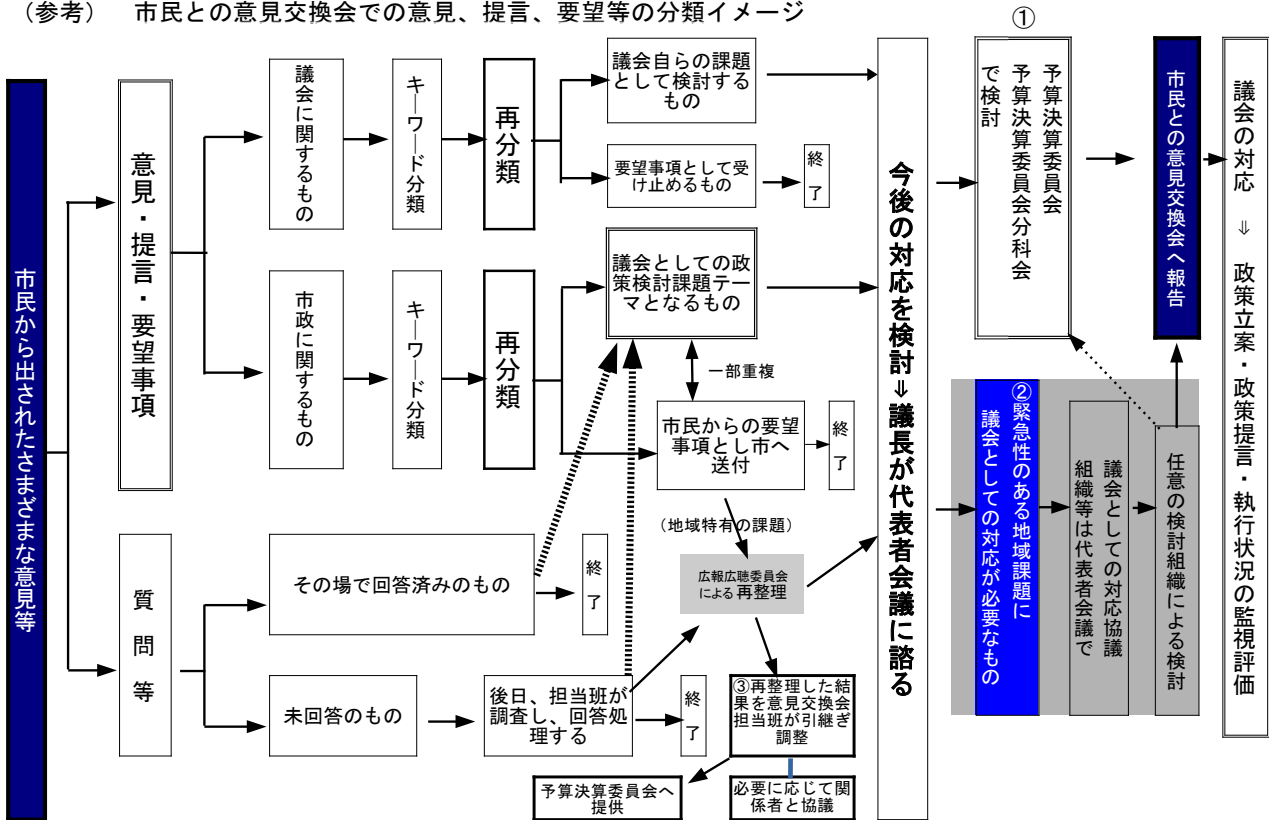 （参考）　市民との意見交換会での意見、提言、要望等の分類イメージ
市民から出されたさまざまな意見等
意見・提言・要望事項
議会に関するもの
キーワード分類
再分類
議会自らの課題
として検討する
もの
要望事項として受
け止めるもの
終
了
市政に関するもの
キーワード分類
再分類
議会としての政
策検討課題テー
マとなるもの
一部重複
市民からの要望
事項とし市へ
送付
終
了
（地域特有の課題）
広報広聴委員会
による 再整理
質問等
その場で回答済みのもの
終
了
未回答のもの
後日、担当班が
調査し、回答処
理する
終
了
③再整理した結
果を意見交換会
担当班が引継ぎ
調整
予算決算委員会へ
提供
必要に応じて関
係者と協議
今後の対応を検討⇓議長が代表者会議に諮る
①
予算決算委員会
予算決算委員会分科会
で検討
②緊急性のある地域課題に
議会としての対応が必要なもの
議会としての対応協議
組織等は代表者会議で
任意の検討組織による検討
市民との意見交換会へ報告
議会の対応　⇓　政策立案・政策提言・執行状況の監視評価